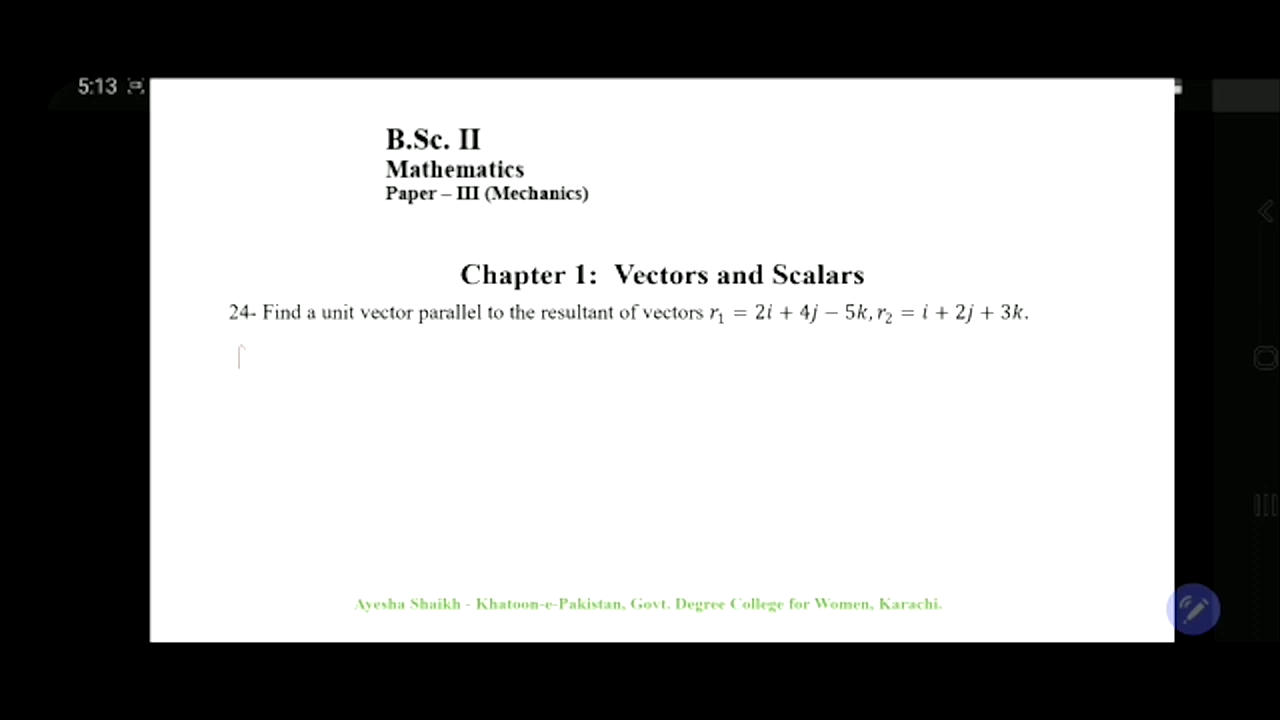 5:13
B.Sc. II
Mathematics
Paper – III (Mechanics)
Chapter 1: Vectors and Scalars
24- Find a unit vector parallel to the resultant of vectors r₁ = 2i + 4j − 5k, r₂ = i + 2j + 3k.
Ayesha Shaikh - Khatoon-e-Pakistan, Govt. Degree College for Women, Karachi.